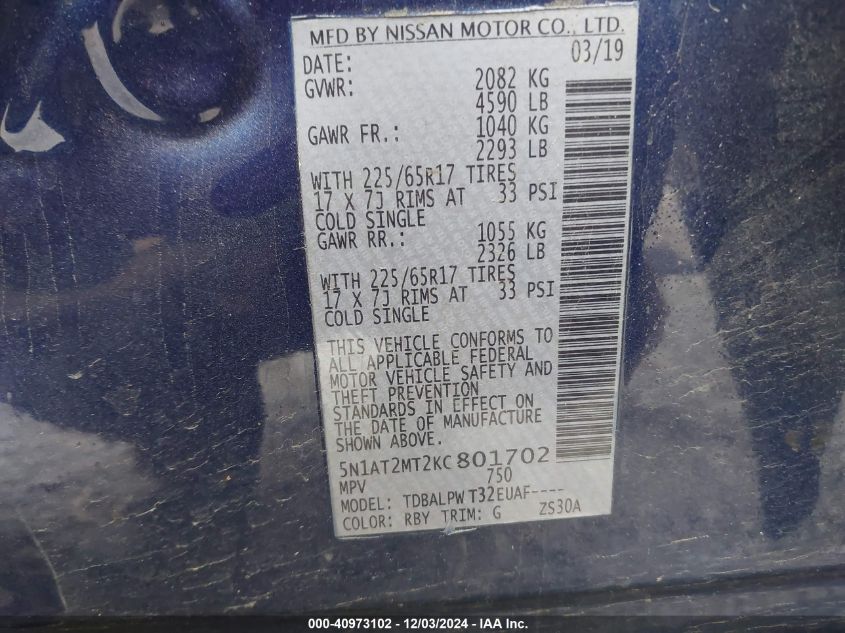 MFD BY NISSAN MOTOR CO., LTD.
DATE: 03/19
GVWR: 2082 KG
4590 LB
GAWR FR.: 1040 KG
2293 LB
WITH 225/65R17 TIRES
17 X 7J RIMS AT 33 PSI
COLD SINGLE
GAWR RR.: 1055 KG
2326 LB
WITH 225/65R17 TIRES
17 X 7J RIMS AT 33 PSI
COLD SINGLE
THIS VEHICLE CONFORMS TO
ALL APPLICABLE FEDERAL
MOTOR VEHICLE SAFETY AND
THEFT PREVENTION
STANDARDS IN EFFECT ON
THE DATE OF MANUFACTURE
SHOWN ABOVE.
5N1AT2MT2KC801702
MPV 750
MODEL: TDBALPW T32EUAF----
COLOR: RBY TRIM: G ZS30A
000-40973102 - 12/03/2024 - IAAI.com